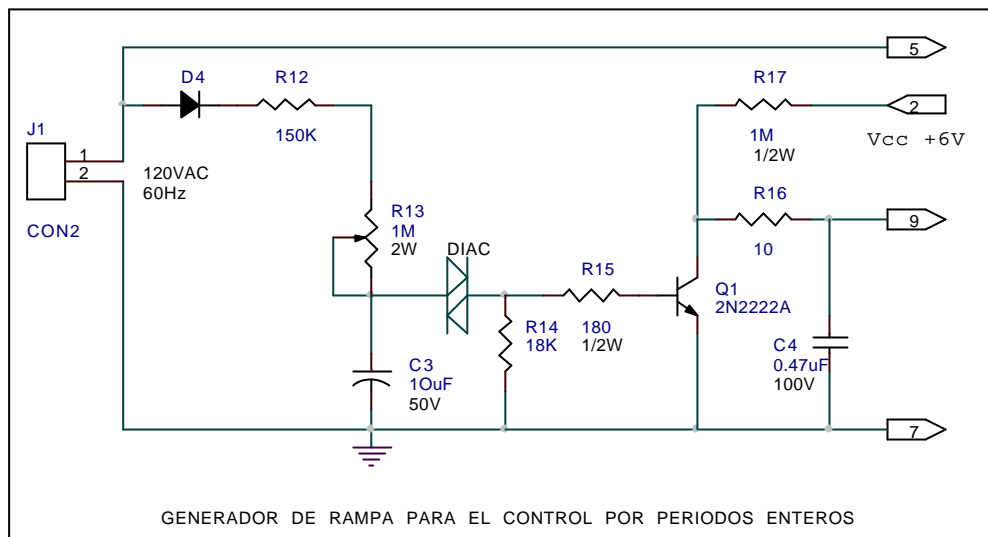 5
D4
R12
R17
150K
J1
1
2
120VAC
60Hz
CON2
1M
1/2W
2
Vcc +6V
R13
1M
2W
R16
10
9
DIAC
R15
180
1/2W
Q1
2N2222A
R14
18K
C3
1OuF
50V
C4
0.47uF
100V
7
GENERADOR DE RAMPA PARA EL CONTROL POR PERIODOS ENTEROS